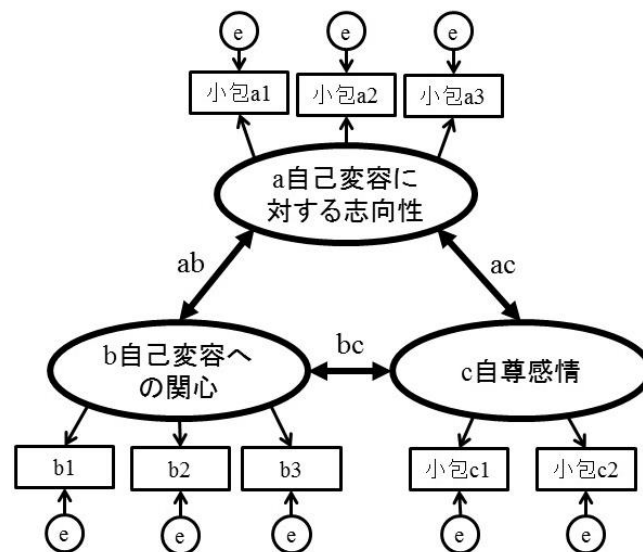 e
e
e
小包a1
小包a2
小包a3
a自己変容に
対する志向性
ab
ac
b自己変容へ
の関心
bc
c自尊感情
b1
b2
b3
小包c1
小包c2
e
e
e
e
e